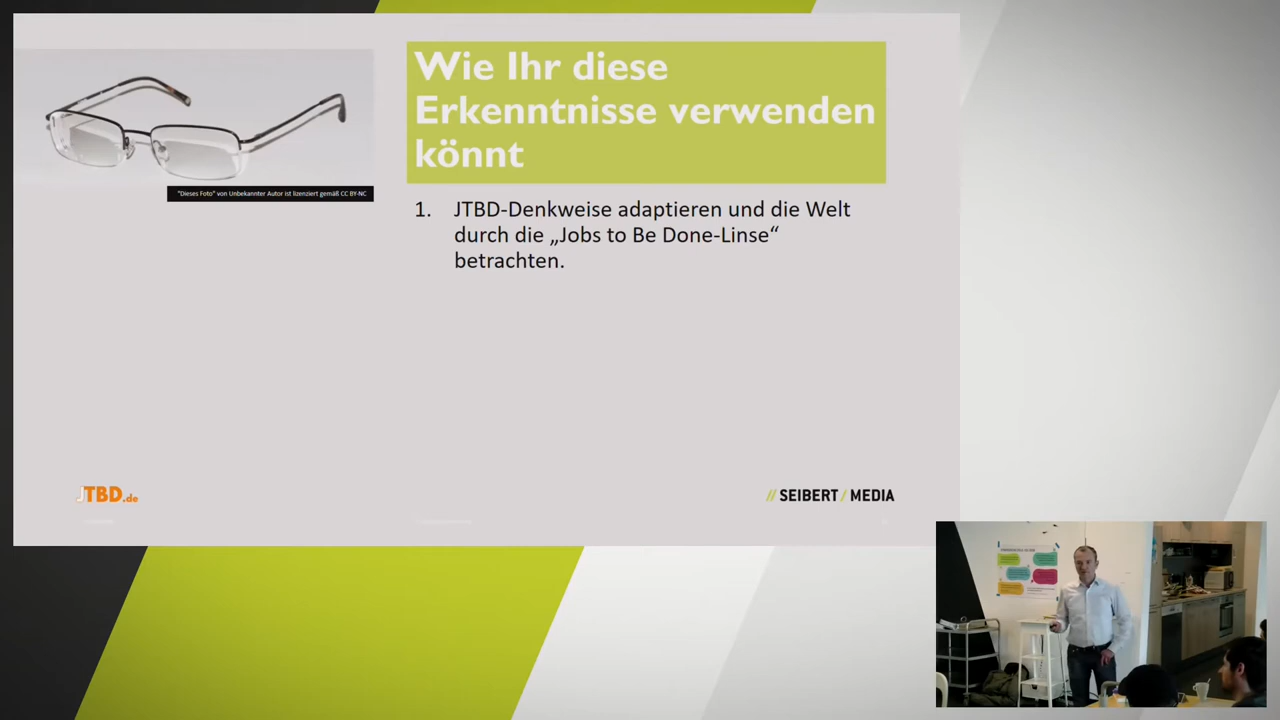 Wie Ihr diese
Erkenntnisse verwenden
könnt
"Dieses Foto" von Unbekannter Autor ist lizenziert gemäß CC BY-NC
1. JTBD-Denkweise adaptieren und die Welt
durch die „Jobs to Be Done-Linse“
betrachten.
JTBD.de
// SEIBERT / MEDIA